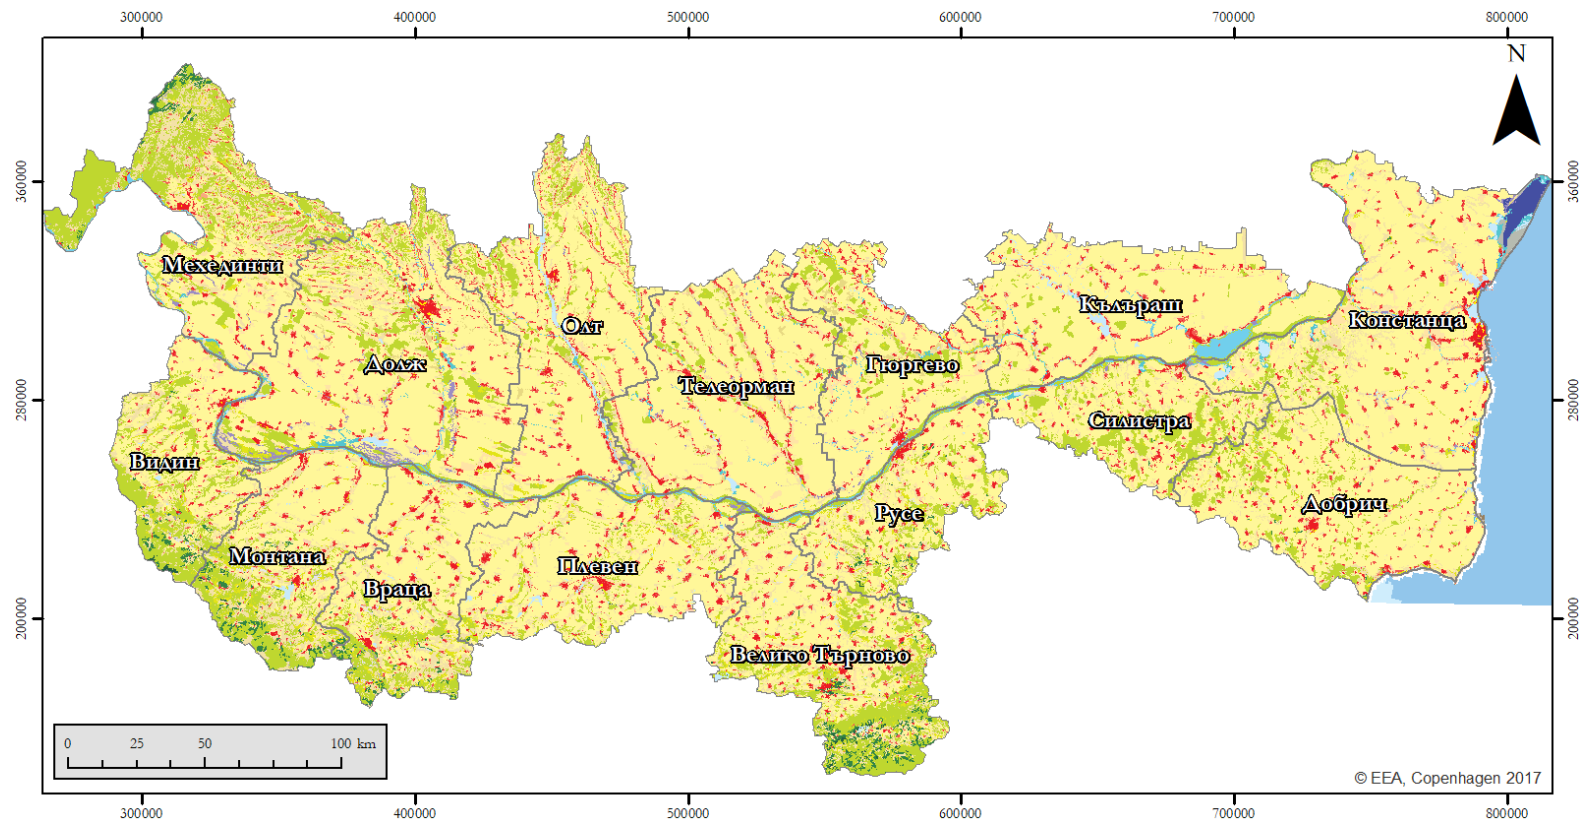 300000
400000
500000
600000
700000
800000
N
360000
360000
Мехединти
Кълъраш
Констанца
Олт
Долж
Гюргево
Телеорман
280000
280000
Силистра
Видин
Добрич
Русе
Монтана
Плевен
Враца
200000
200000
Велико Търново
0 25 50 100 km
© EEA, Copenhagen 2017
300000
400000
500000
600000
700000
800000